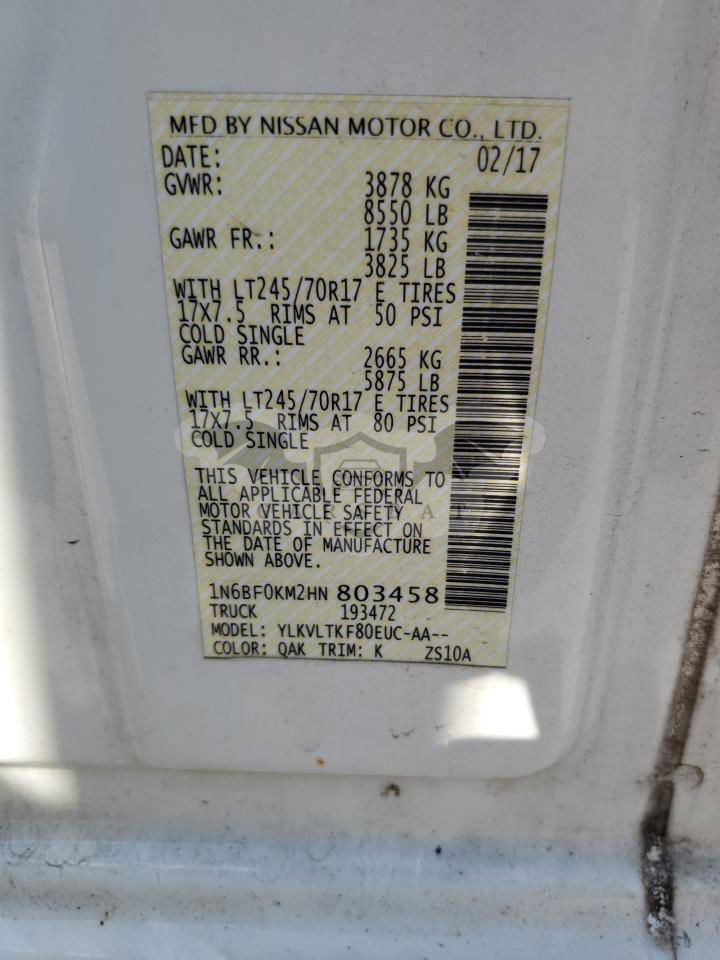 MFD BY NISSAN MOTOR CO., LTD.
DATE: 02/17
GVWR: 3878 KG
8550 LB
GAWR FR.: 1735 KG
3825 LB
WITH LT245/70R17 E TIRES
17X7.5 RIMS AT 50 PSI
COLD SINGLE
GAWR RR.: 2665 KG
5875 LB
WITH LT245/70R17 E TIRES
17X7.5 RIMS AT 80 PSI
COLD SINGLE
THIS VEHICLE CONFORMS TO
ALL APPLICABLE FEDERAL
MOTOR VEHICLE SAFETY
STANDARDS IN EFFECT ON
THE DATE OF MANUFACTURE
SHOWN ABOVE.
1N6BF0KM2HN 803458
TRUCK 193472
MODEL: YLKVLTKF80EUC-AA--
COLOR: QAK TRIM: K ZS10A